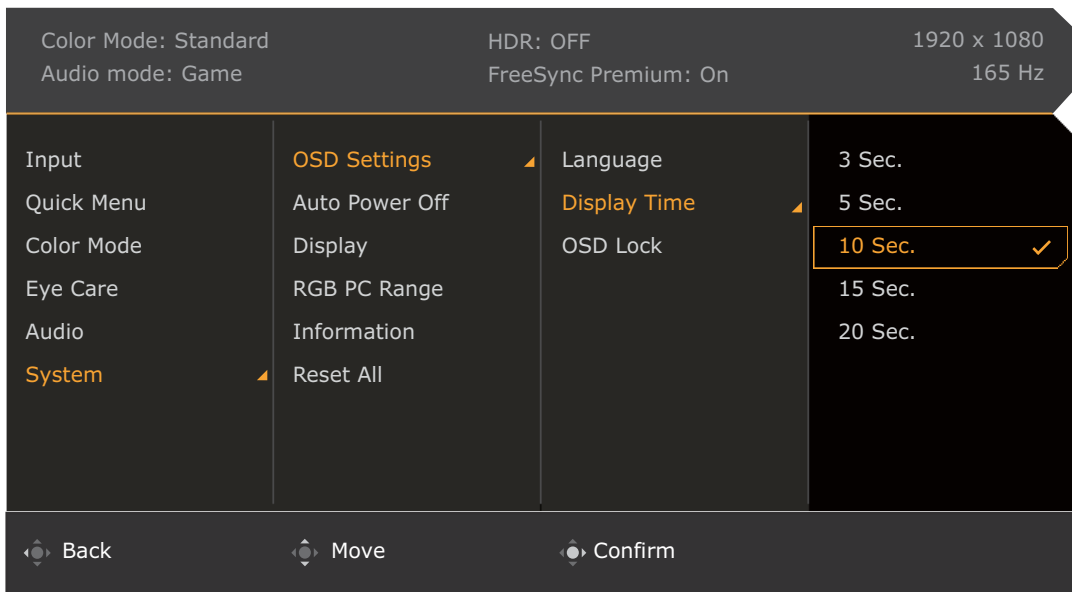 Color Mode: Standard
Audio mode: Game
HDR: OFF
FreeSync Premium: On
1920 x 1080
165 Hz
Input
Quick Menu
Color Mode
Eye Care
Audio
System
OSD Settings
Auto Power Off
Display
RGB PC Range
Information
Reset All
Language
Display Time
OSD Lock
3 Sec.
5 Sec.
10 Sec.
15 Sec.
20 Sec.
Back
Move
Confirm